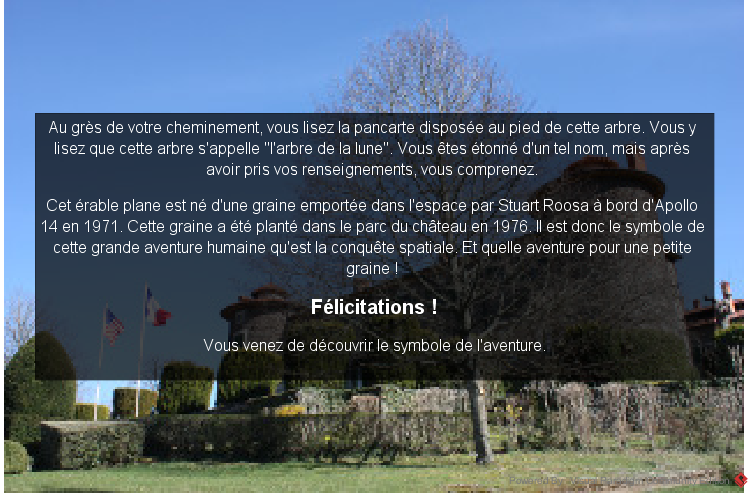 Au grès de votre cheminement, vous lisez la pancarte disposée au pied de cette arbre. Vous y
lisez que cette arbre s'appelle "l'arbre de la lune". Vous êtes étonné d'un tel nom, mais après
avoir pris vos renseignements, vous comprenez.
Cet érable plane est né d'une graine emportée dans l'espace par Stuart Roosa à bord d'Apollo
14 en 1971. Cette graine a été planté dans le parc du château en 1976. Il est donc le symbole de
cette grande aventure humaine qu'est la conquête spatiale. Et quelle aventure pour une petite
graine !
Félicitations !
Vous venez de découvrir le symbole de l'aventure.